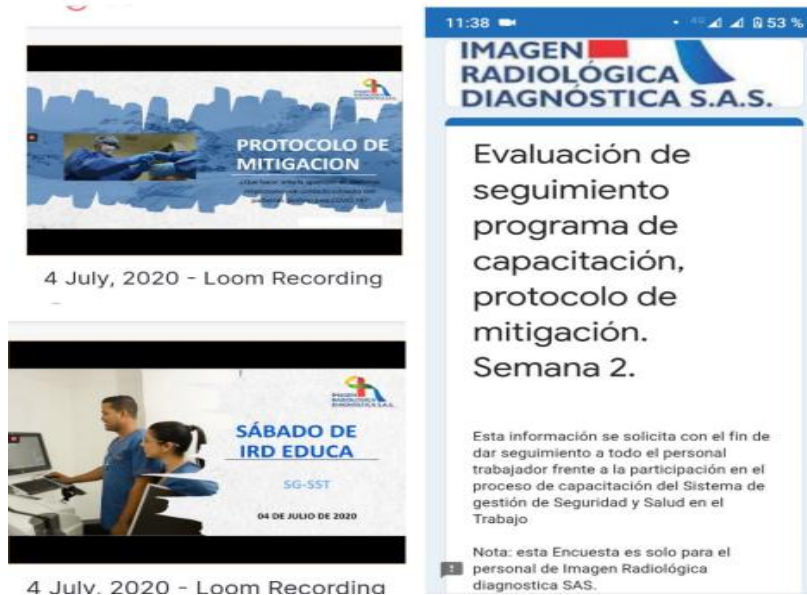 PROTOCOLO DE
MITIGACION
4 July, 2020 - Loom Recording
IMAGEN
RADIOLÓGICA
DIAGNÓSTICA S.A.S.
SÁBADO DE
IRD EDUCA
SG-SST
04 DE JULIO DE 2020
4 July, 2020 - Loom Recording
11:38
4G
53 %
IMAGEN
RADIOLÓGICA
DIAGNÓSTICA S.A.S.
Evaluación de
seguimiento
programa de
capacitación,
protocolo de
mitigación.
Semana 2.
Esta información se solicita con el fin de
dar seguimiento a todo el personal
trabajador frente a la participación en el
proceso de capacitación del Sistema de
gestión de Seguridad y Salud en el
Trabajo
Nota: esta Encuesta es solo para el
personal de Imagen Radiológica
diagnostica SAS.